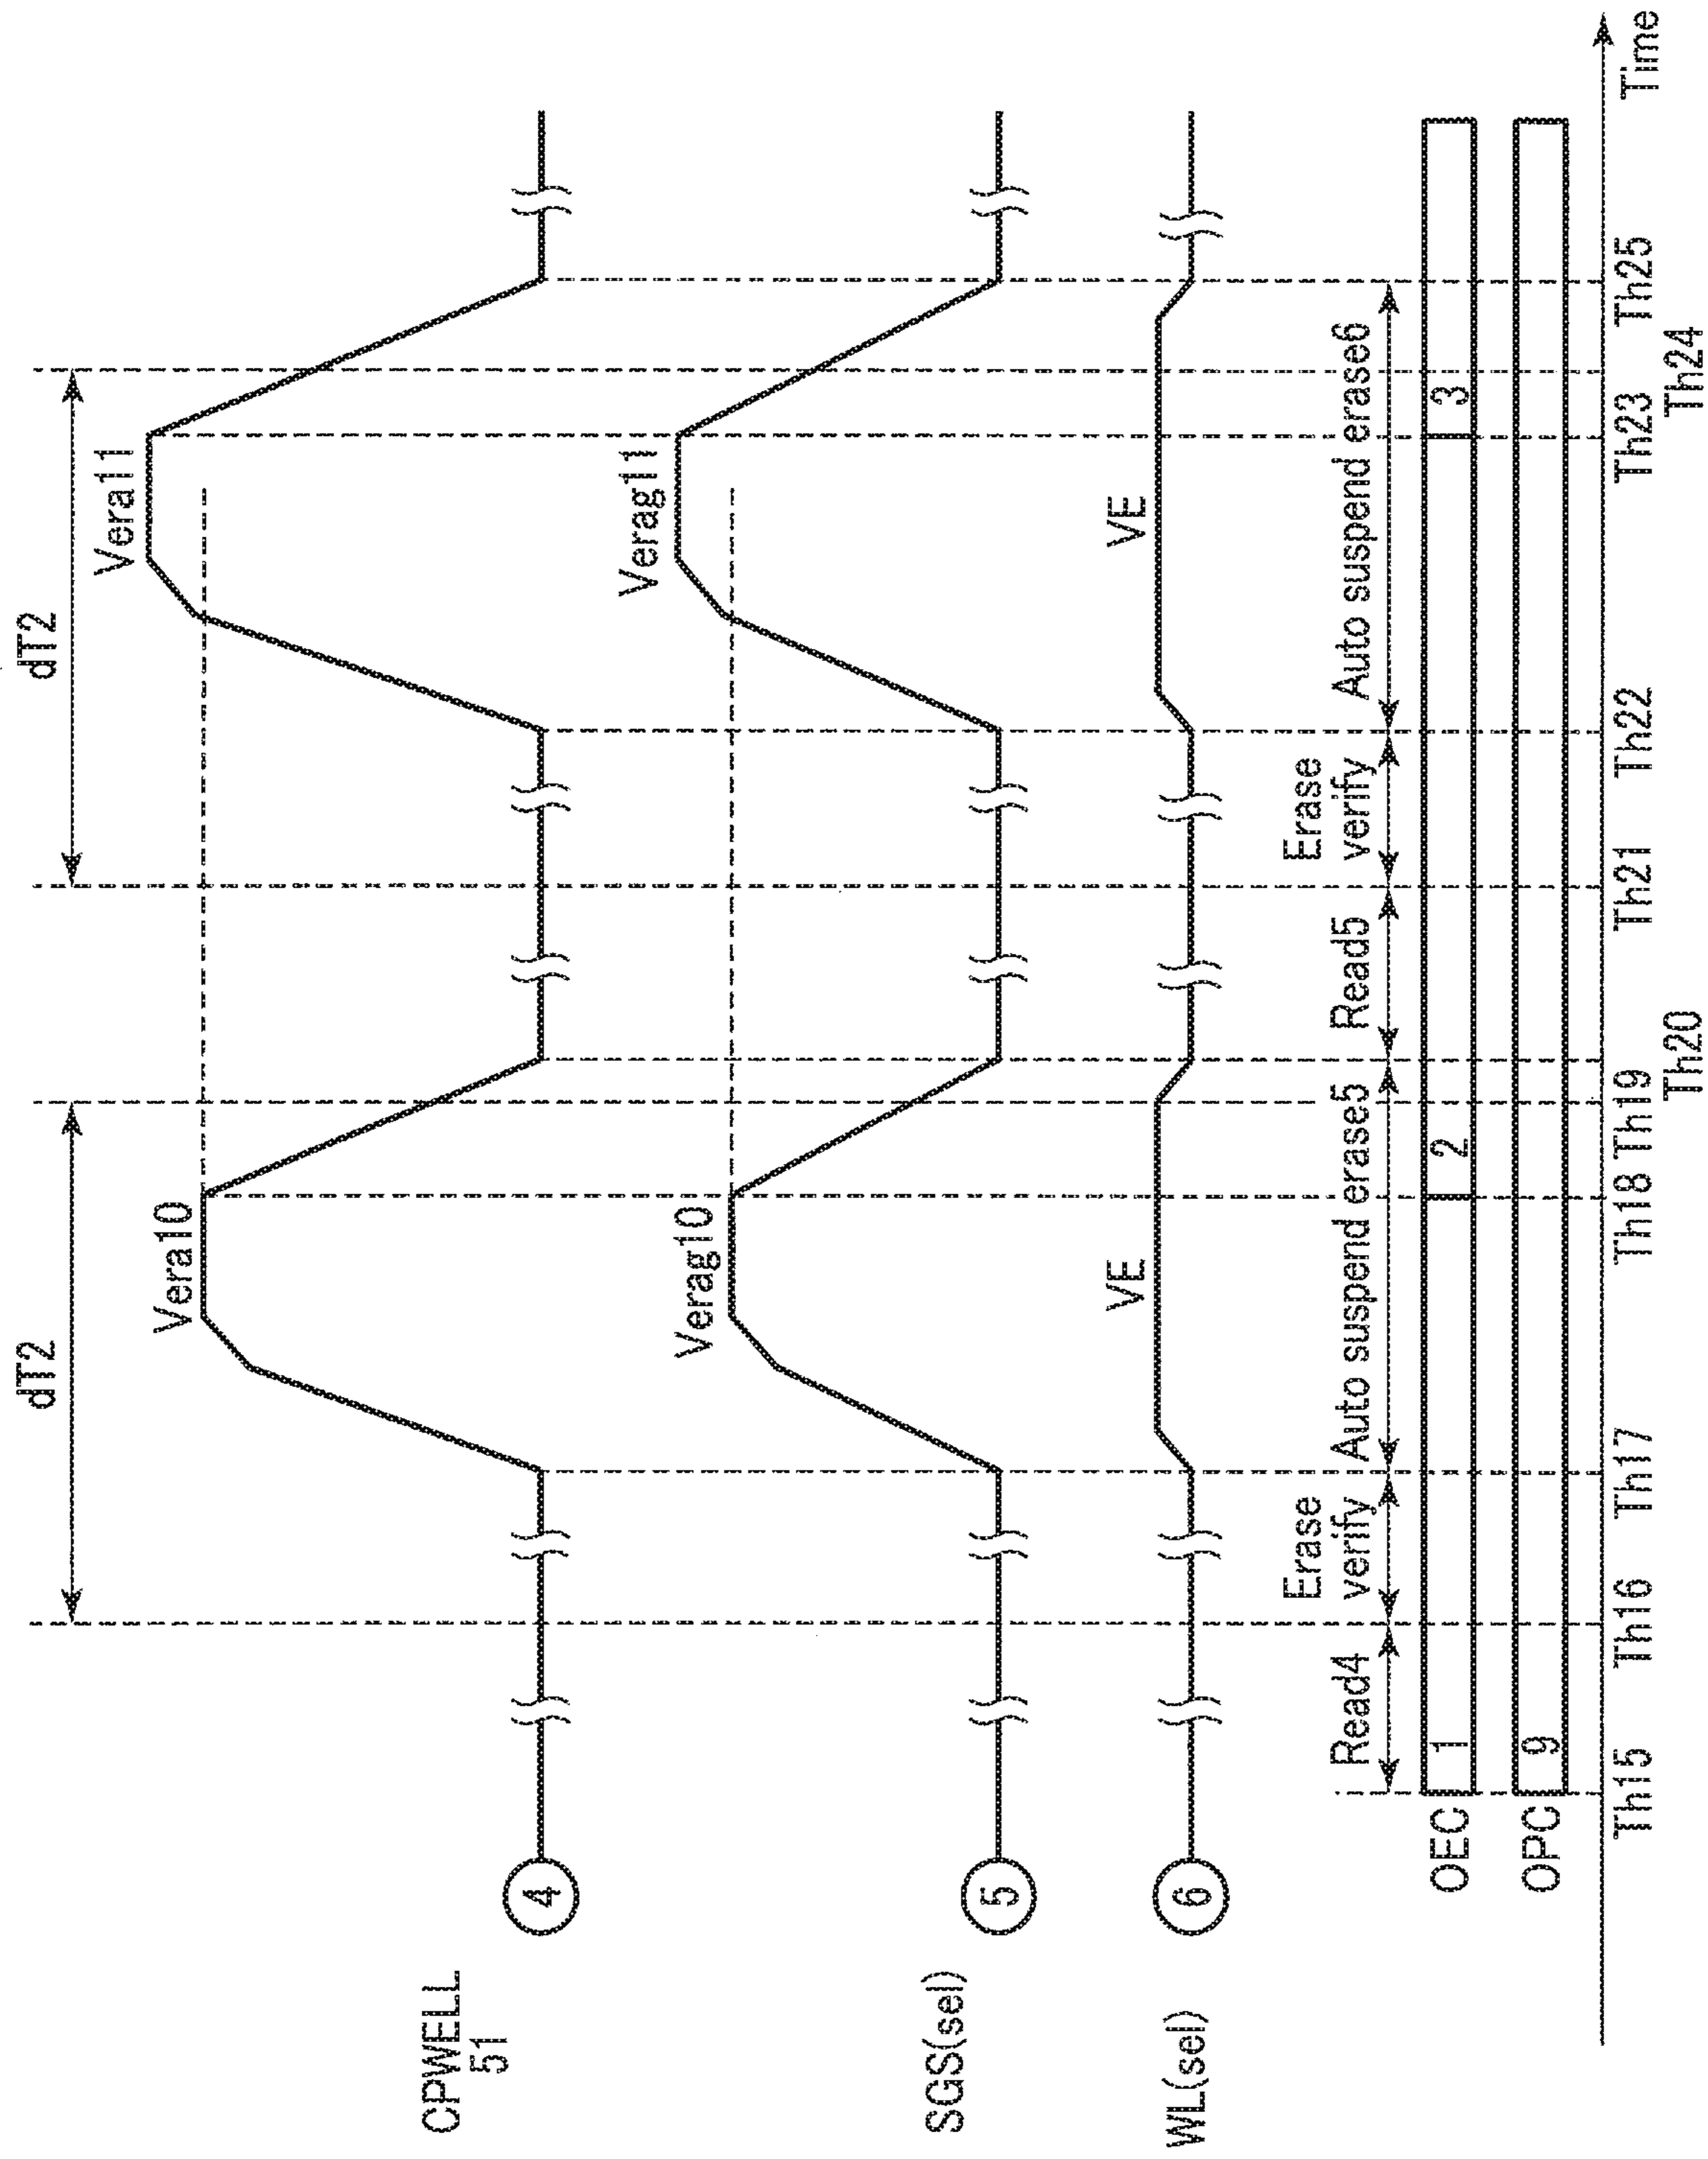 dT2
dT2
Vera10
Vera11
CPWELL
51
4
Verag10
Verag11
SGS(sel)
5
VE
VE
WL(sel)
6
Read4
Erase
verify
Auto suspend erase5
Read5
Erase
verify
Auto suspend erase6
OEC
1
2
3
OPC
9
Th15
Th16
Th17
Th18
Th19
Th20
Th21
Th22
Th23
Th24
Th25
Time